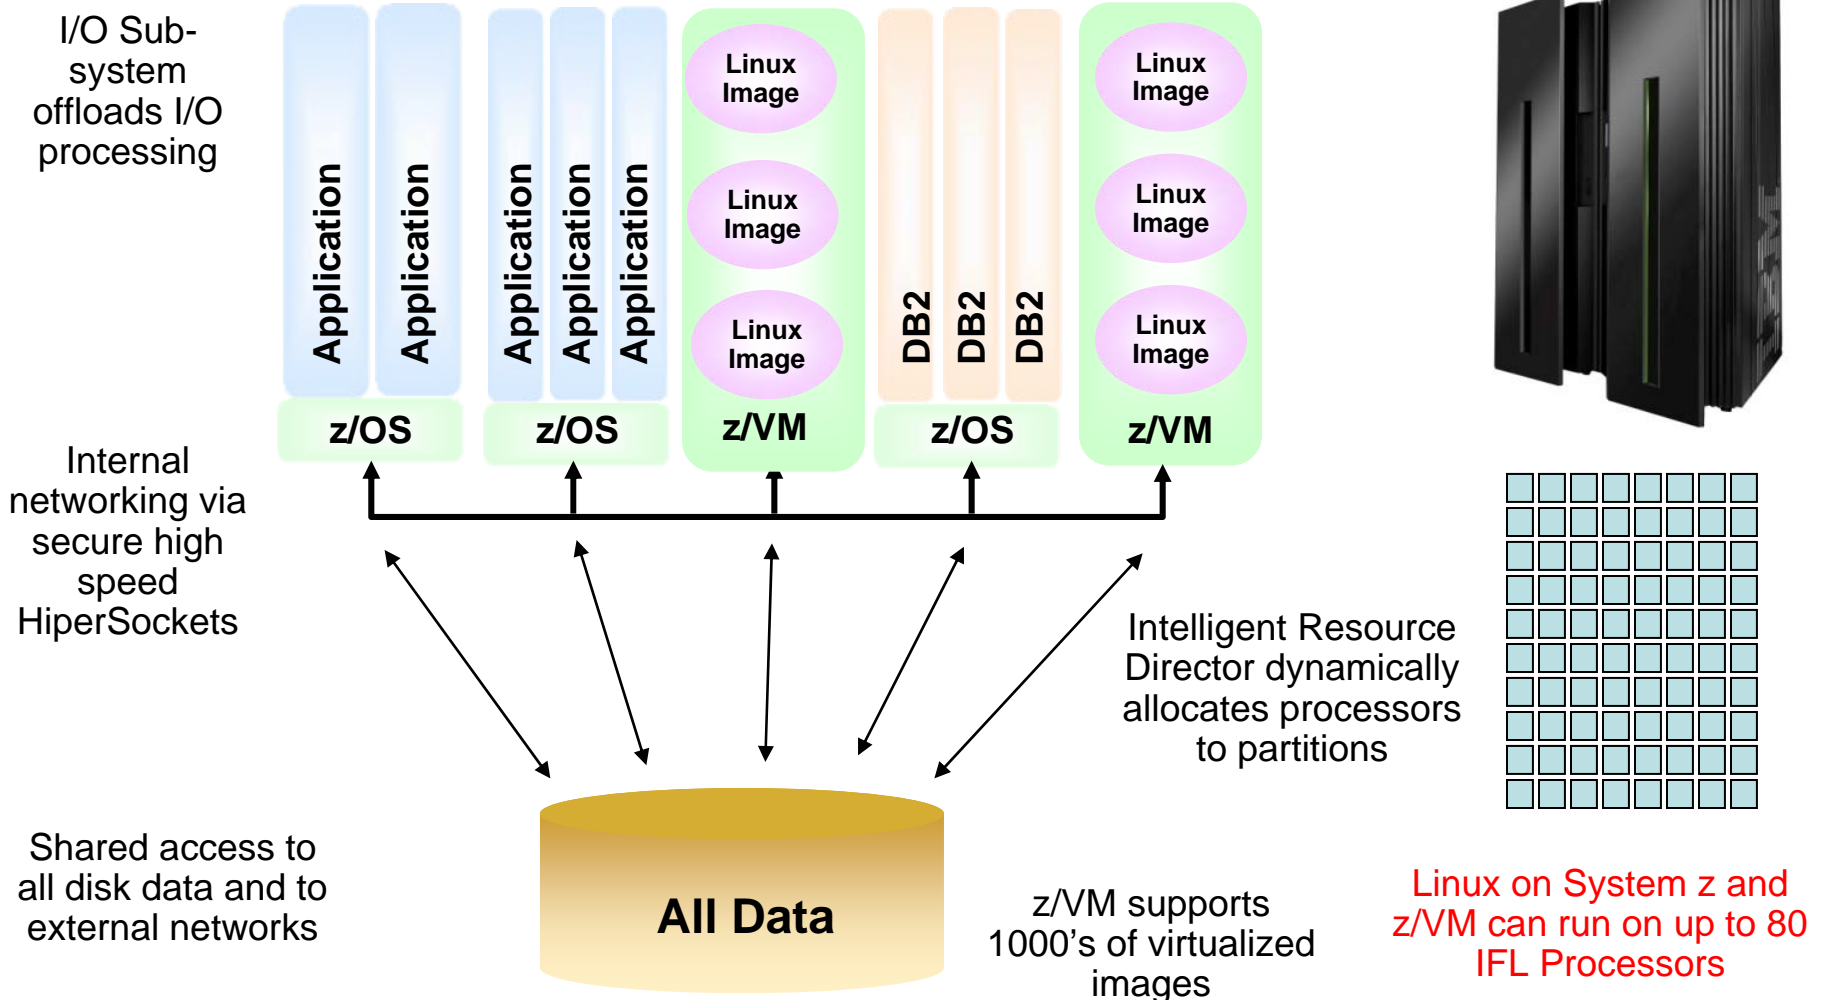 I/O Sub-
system
offloads I/O
processing
Application
Application
z/OS
Application
Application
Application
z/OS
Linux
Image
Linux
Image
Linux
Image
z/VM
DB2
DB2
DB2
z/OS
Linux
Image
Linux
Image
Linux
Image
z/VM
IBM
Internal
networking via
secure high
speed
HiperSockets
Intelligent Resource
Director dynamically
allocates processors
to partitions
Shared access to
all disk data and to
external networks
All Data
z/VM supports
1000's of virtualized
images
Linux on System z and
z/VM can run on up to 80
IFL Processors